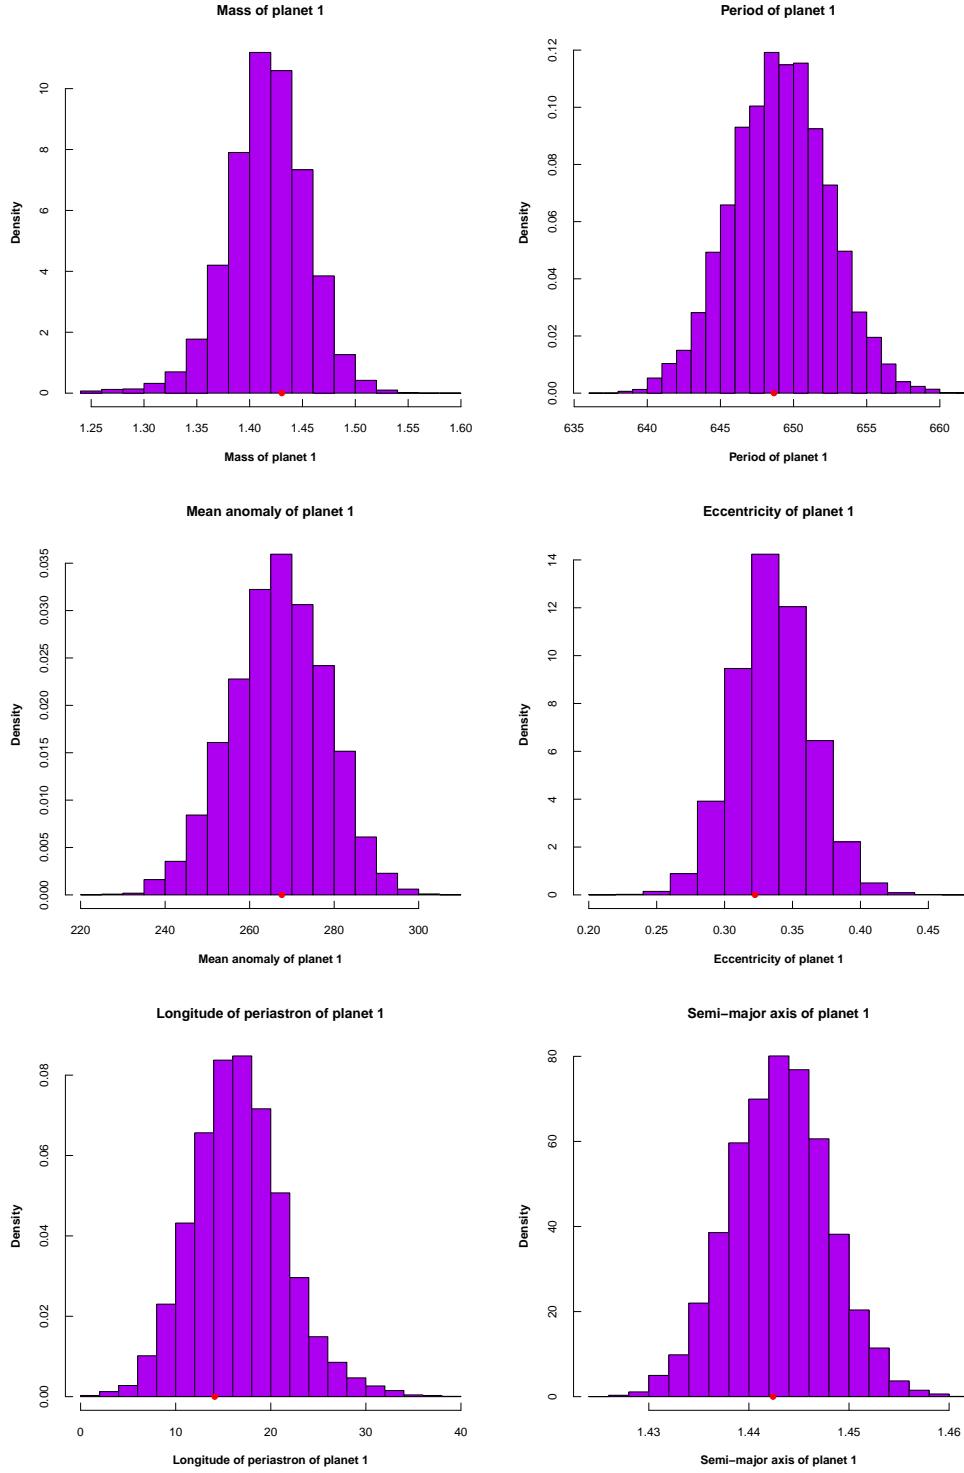 Mass of planet 1
Density
0 2 4 6 8 10
1.25 1.30 1.35 1.40 1.45 1.50 1.55 1.60
Mass of planet 1
Period of planet 1
Density
0.00 0.02 0.04 0.06 0.08 0.10 0.12
635 640 645 650 655 660
Period of planet 1
Mean anomaly of planet 1
Density
0.000 0.005 0.010 0.015 0.020 0.025 0.030 0.035
220 240 260 280 300
Mean anomaly of planet 1
Eccentricity of planet 1
Density
0 2 4 6 8 10 12 14
0.20 0.25 0.30 0.35 0.40 0.45
Eccentricity of planet 1
Longitude of periastron of planet 1
Density
0.00 0.02 0.04 0.06 0.08
0 10 20 30 40
Longitude of periastron of planet 1
Semi−major axis of planet 1
Density
0 20 40 60 80
1.43 1.44 1.45 1.46
Semi−major axis of planet 1